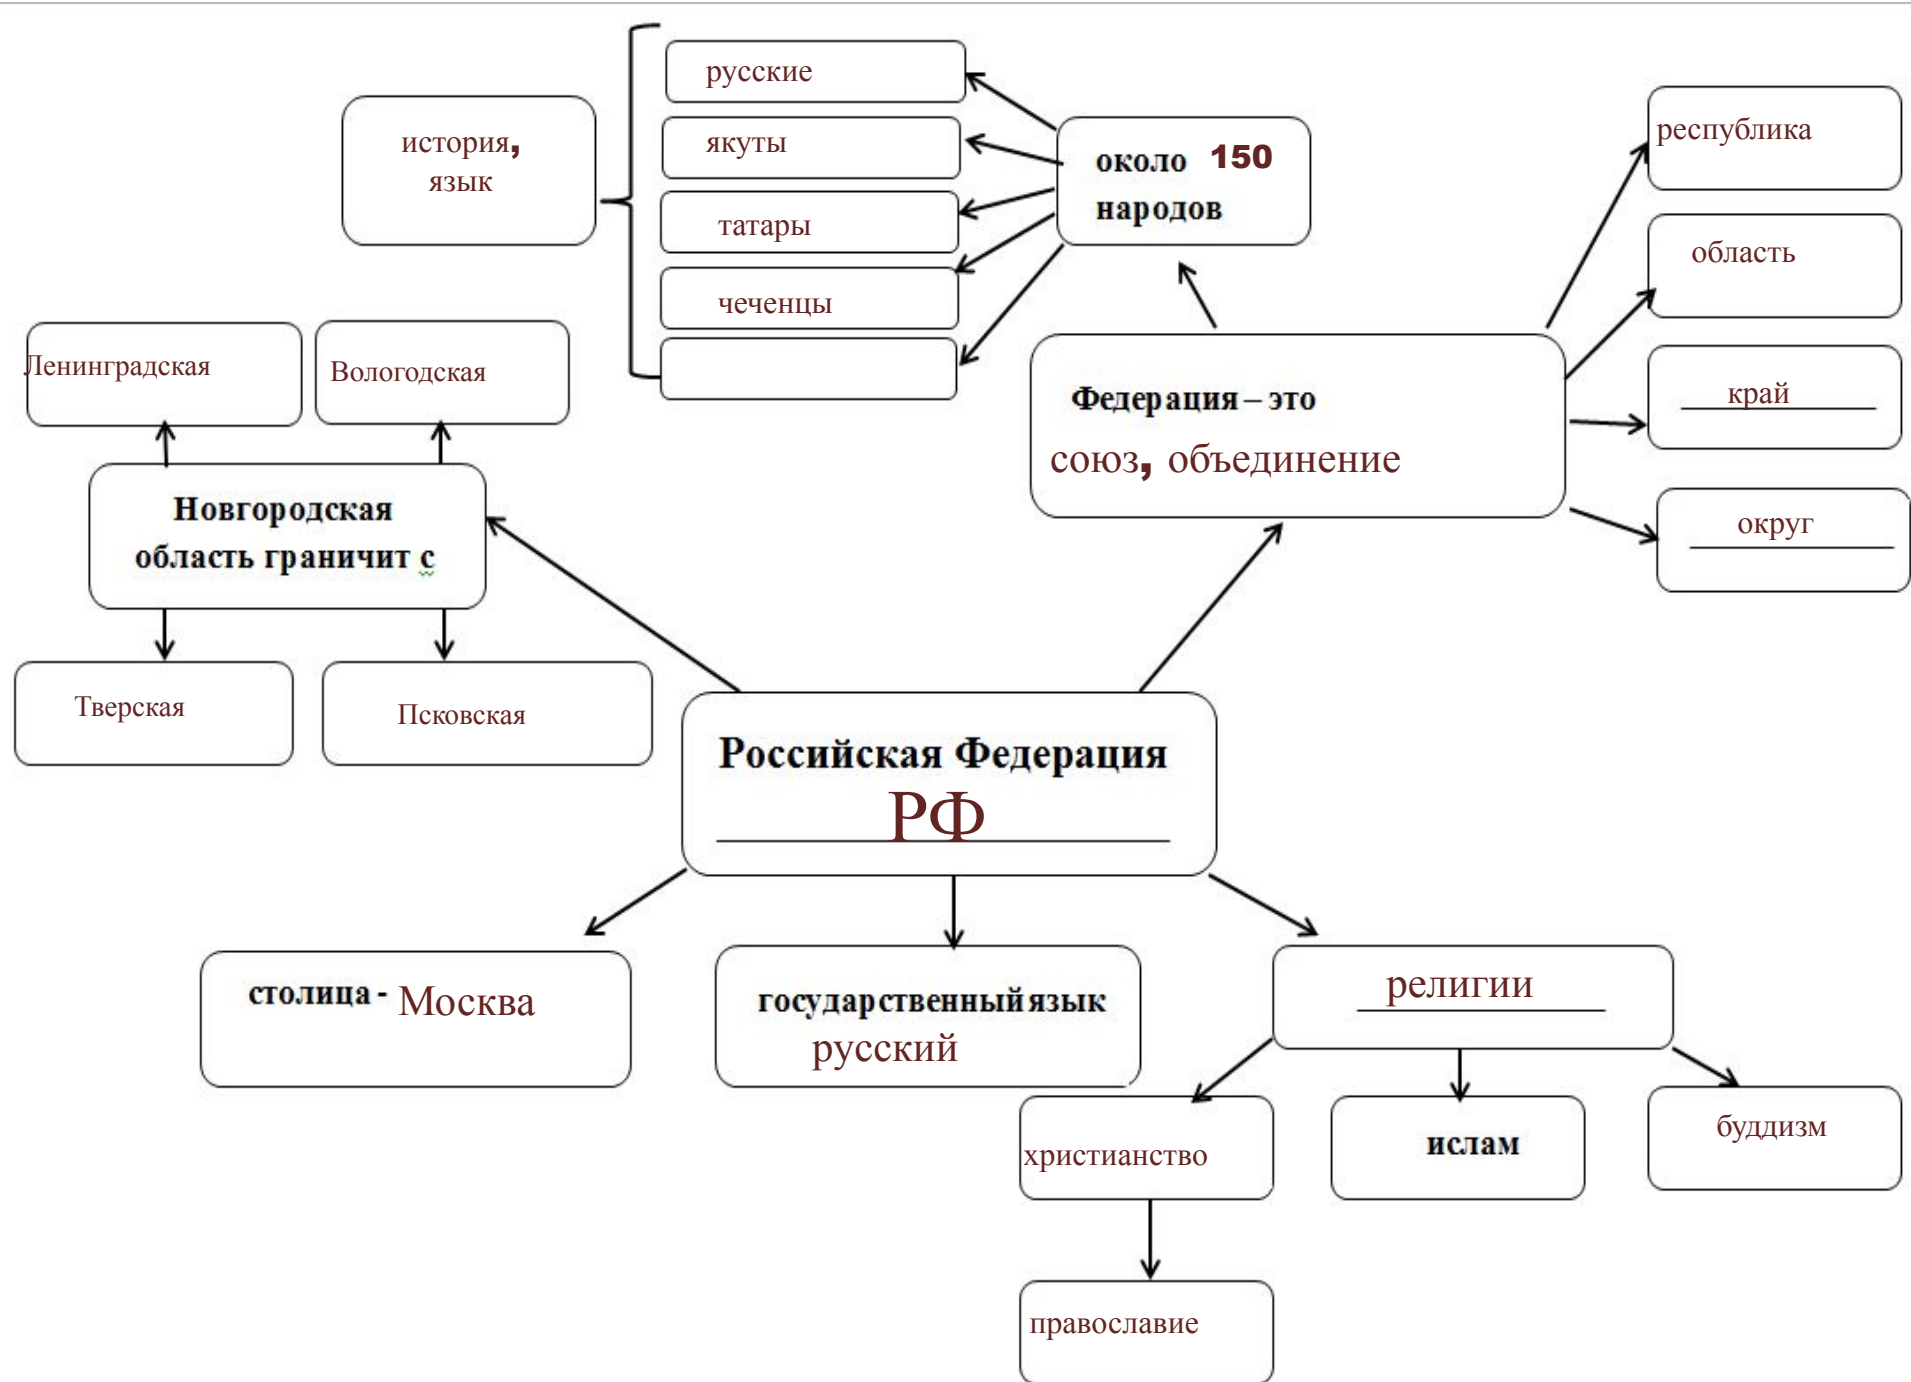 русские
якуты
татары
чеченцы
история,
язык
около 150
народов
республика
область
край
округ
Федерация – это
союз, объединение
Ленинградская
Вологодская
Новгородская
область граничит с
Тверская
Псковская
Российская Федерация
РФ
столица - Москва
государственный язык
русский
религии
христианство
ислам
буддизм
православие